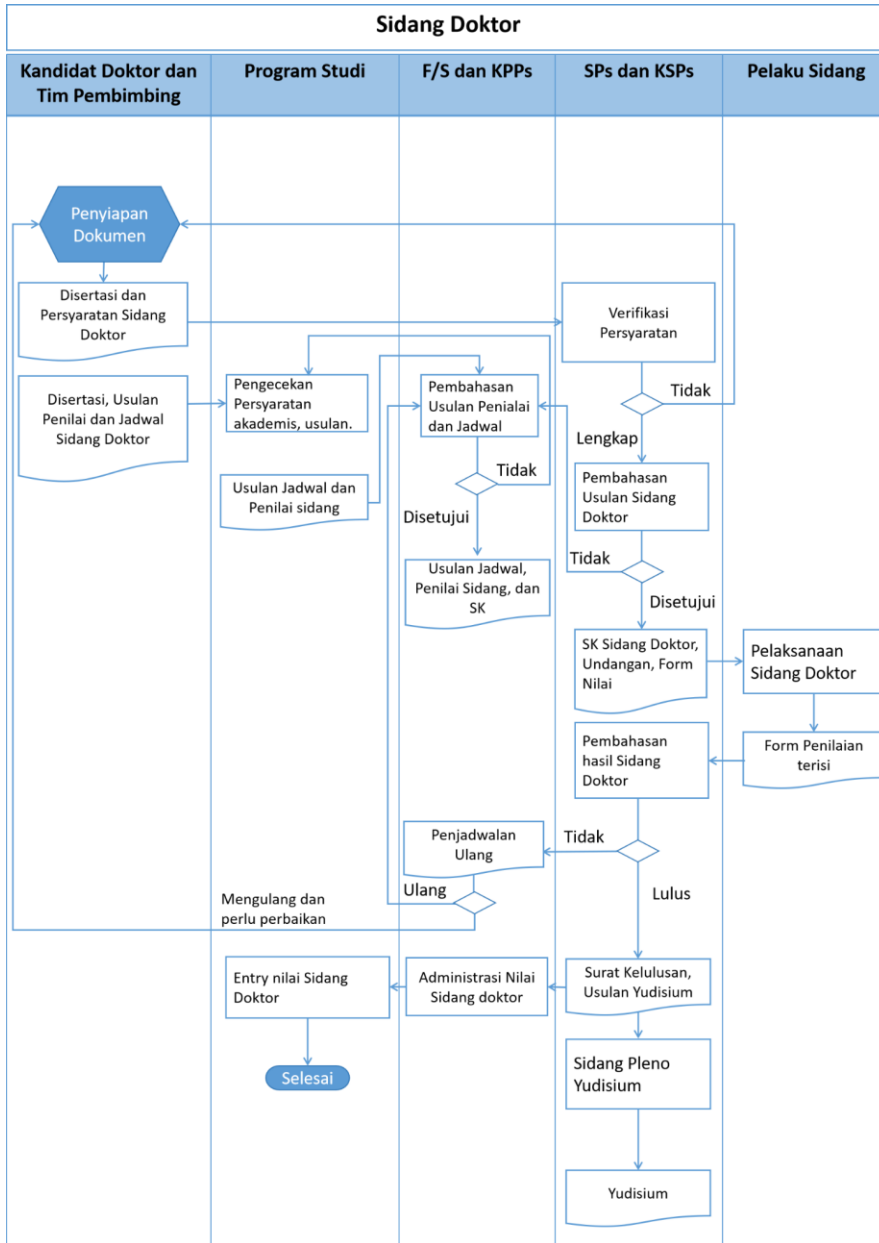 Sidang Doktor
Kandidat Doktor dan
Tim Pembimbing
Program Studi
F/S dan KPPs
SPs dan KSPs
Pelaku Sidang
Penyiapan
Dokumen
Disertasi dan
Persyaratan Sidang
Doktor
Verifikasi
Persyaratan
Disertasi, Usulan
Penilai dan Jadwal
Sidang Doktor
Pengecekan
Persyaratan
akademis, usulan.
Pembahasan
Usulan Penialai
dan Jadwal
Tidak
Lengkap
Usulan Jadwal dan
Penilai sidang
Tidak
Disetujui
Pembahasan
Usulan Sidang
Doktor
Usulan Jadwal,
Penilai Sidang, dan
SK
Tidak
Disetujui
SK Sidang Doktor,
Undangan, Form
Nilai
Pelaksanaan
Sidang Doktor
Pembahasan
hasil Sidang
Doktor
Form Penilaian
terisi
Penjadwalan
Ulang
Tidak
Ulang
Lulus
Mengulang dan
perlu perbaikan
Entry nilai Sidang
Doktor
Administrasi Nilai
Sidang doktor
Surat Kelulusan,
Usulan Yudisium
Selesai
Sidang Pleno
Yudisium
Yudisium